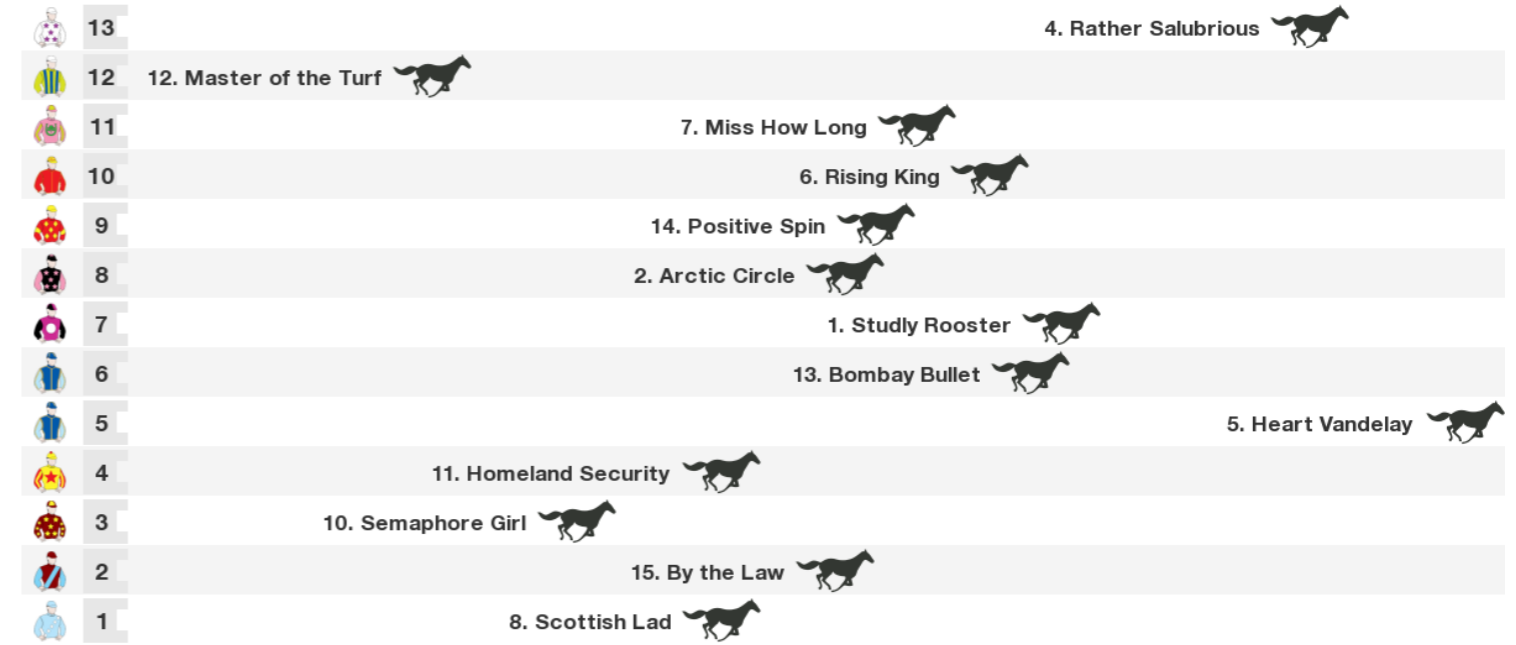 13 4. Rather Salubrious
12 12. Master of the Turf
11 7. Miss How Long
10 6. Rising King
9 14. Positive Spin
8 2. Arctic Circle
7 1. Studly Rooster
6 13. Bombay Bullet
5 5. Heart Vandelay
4 11. Homeland Security
3 10. Semaphore Girl
2 15. By the Law
1 8. Scottish Lad